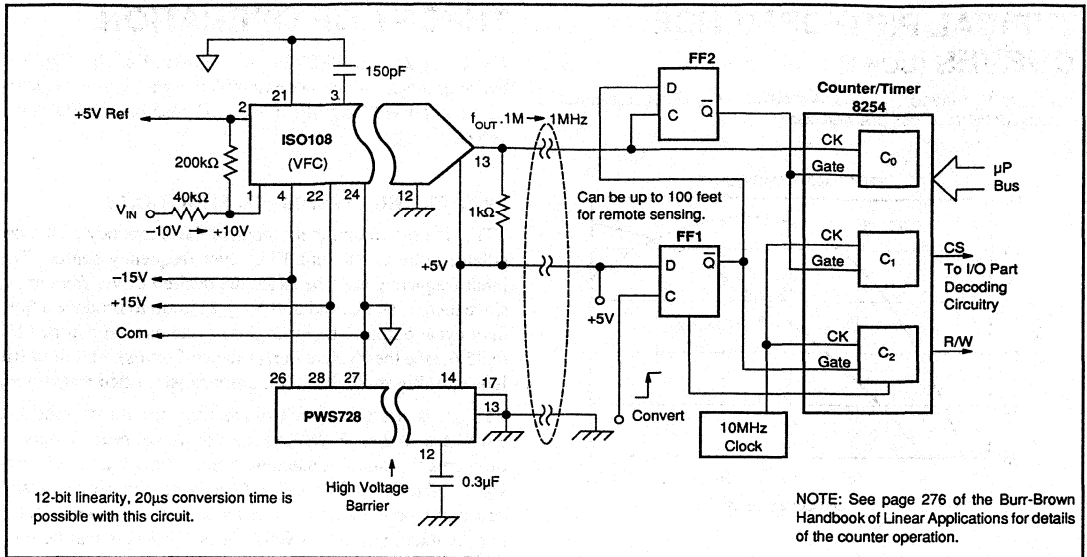 150pF
21
3
2
+5V Ref
ISO108
(VFC)
200kΩ
40kΩ
1
4
22
24
12
13
VIN
–10V → +10V
fOUT .1M → 1MHz
1kΩ
Can be up to 100 feet
for remote sensing.
+5V
–15V
+15V
Com
26
28
27
14
17
13
PWS728
12
0.3µF
High Voltage
Barrier
FF2
D
C
Q
FF1
D
C
Q
+5V
Convert
10MHz
Clock
Counter/Timer
8254
CK
Gate
C0
CK
Gate
C1
CK
Gate
C2
µP
Bus
CS
To I/O Part
Decoding
Circuitry
R/W
12-bit linearity, 20µs conversion time is
possible with this circuit.
NOTE: See page 276 of the Burr-Brown
Handbook of Linear Applications for details
of the counter operation.